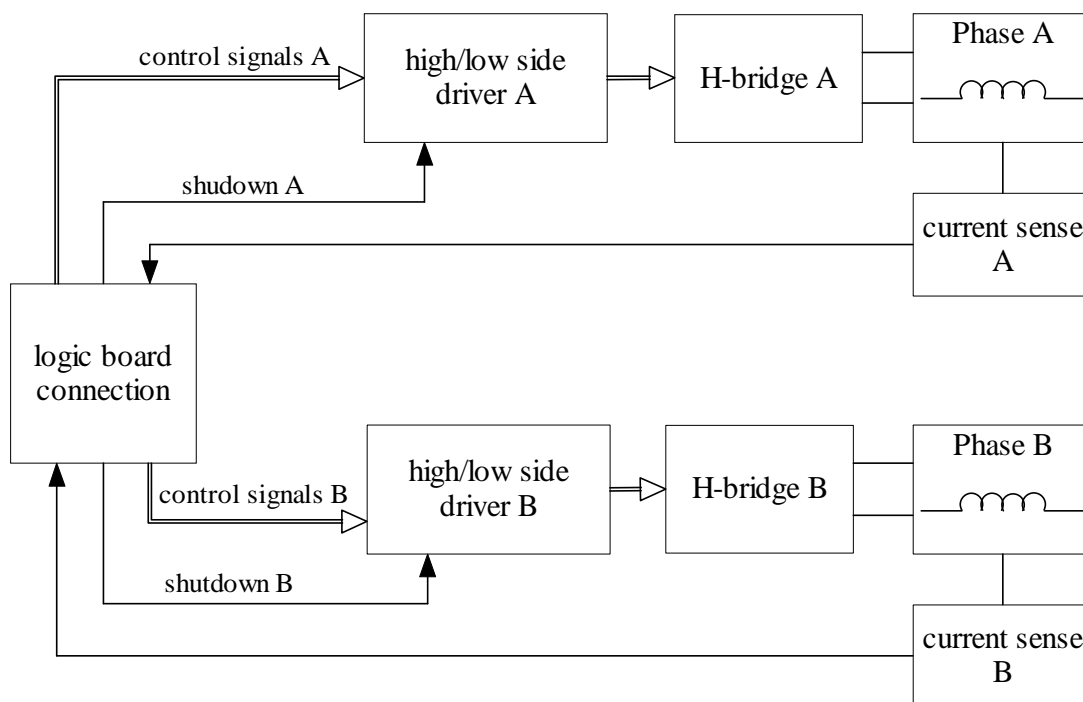 control signals A
high/low side
driver A
H-bridge A
Phase A
shudown A
current sense
A
logic board
connection
control signals B
high/low side
driver B
H-bridge B
Phase B
shutdown B
current sense
B